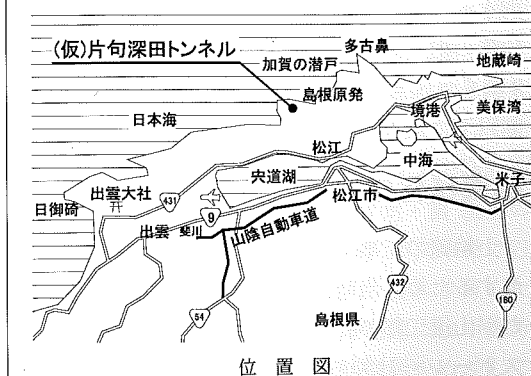 (仮)片句深田トンネル
多古鼻
加賀の潜戸
地蔵崎
島根原発
境港
美保湾
日本海
松江
中海
宍道湖
米子
出雲大社
431
松江市
日御碕
9
出雲
斐川
山陰自動車道
432
54
島根県
180
位置図